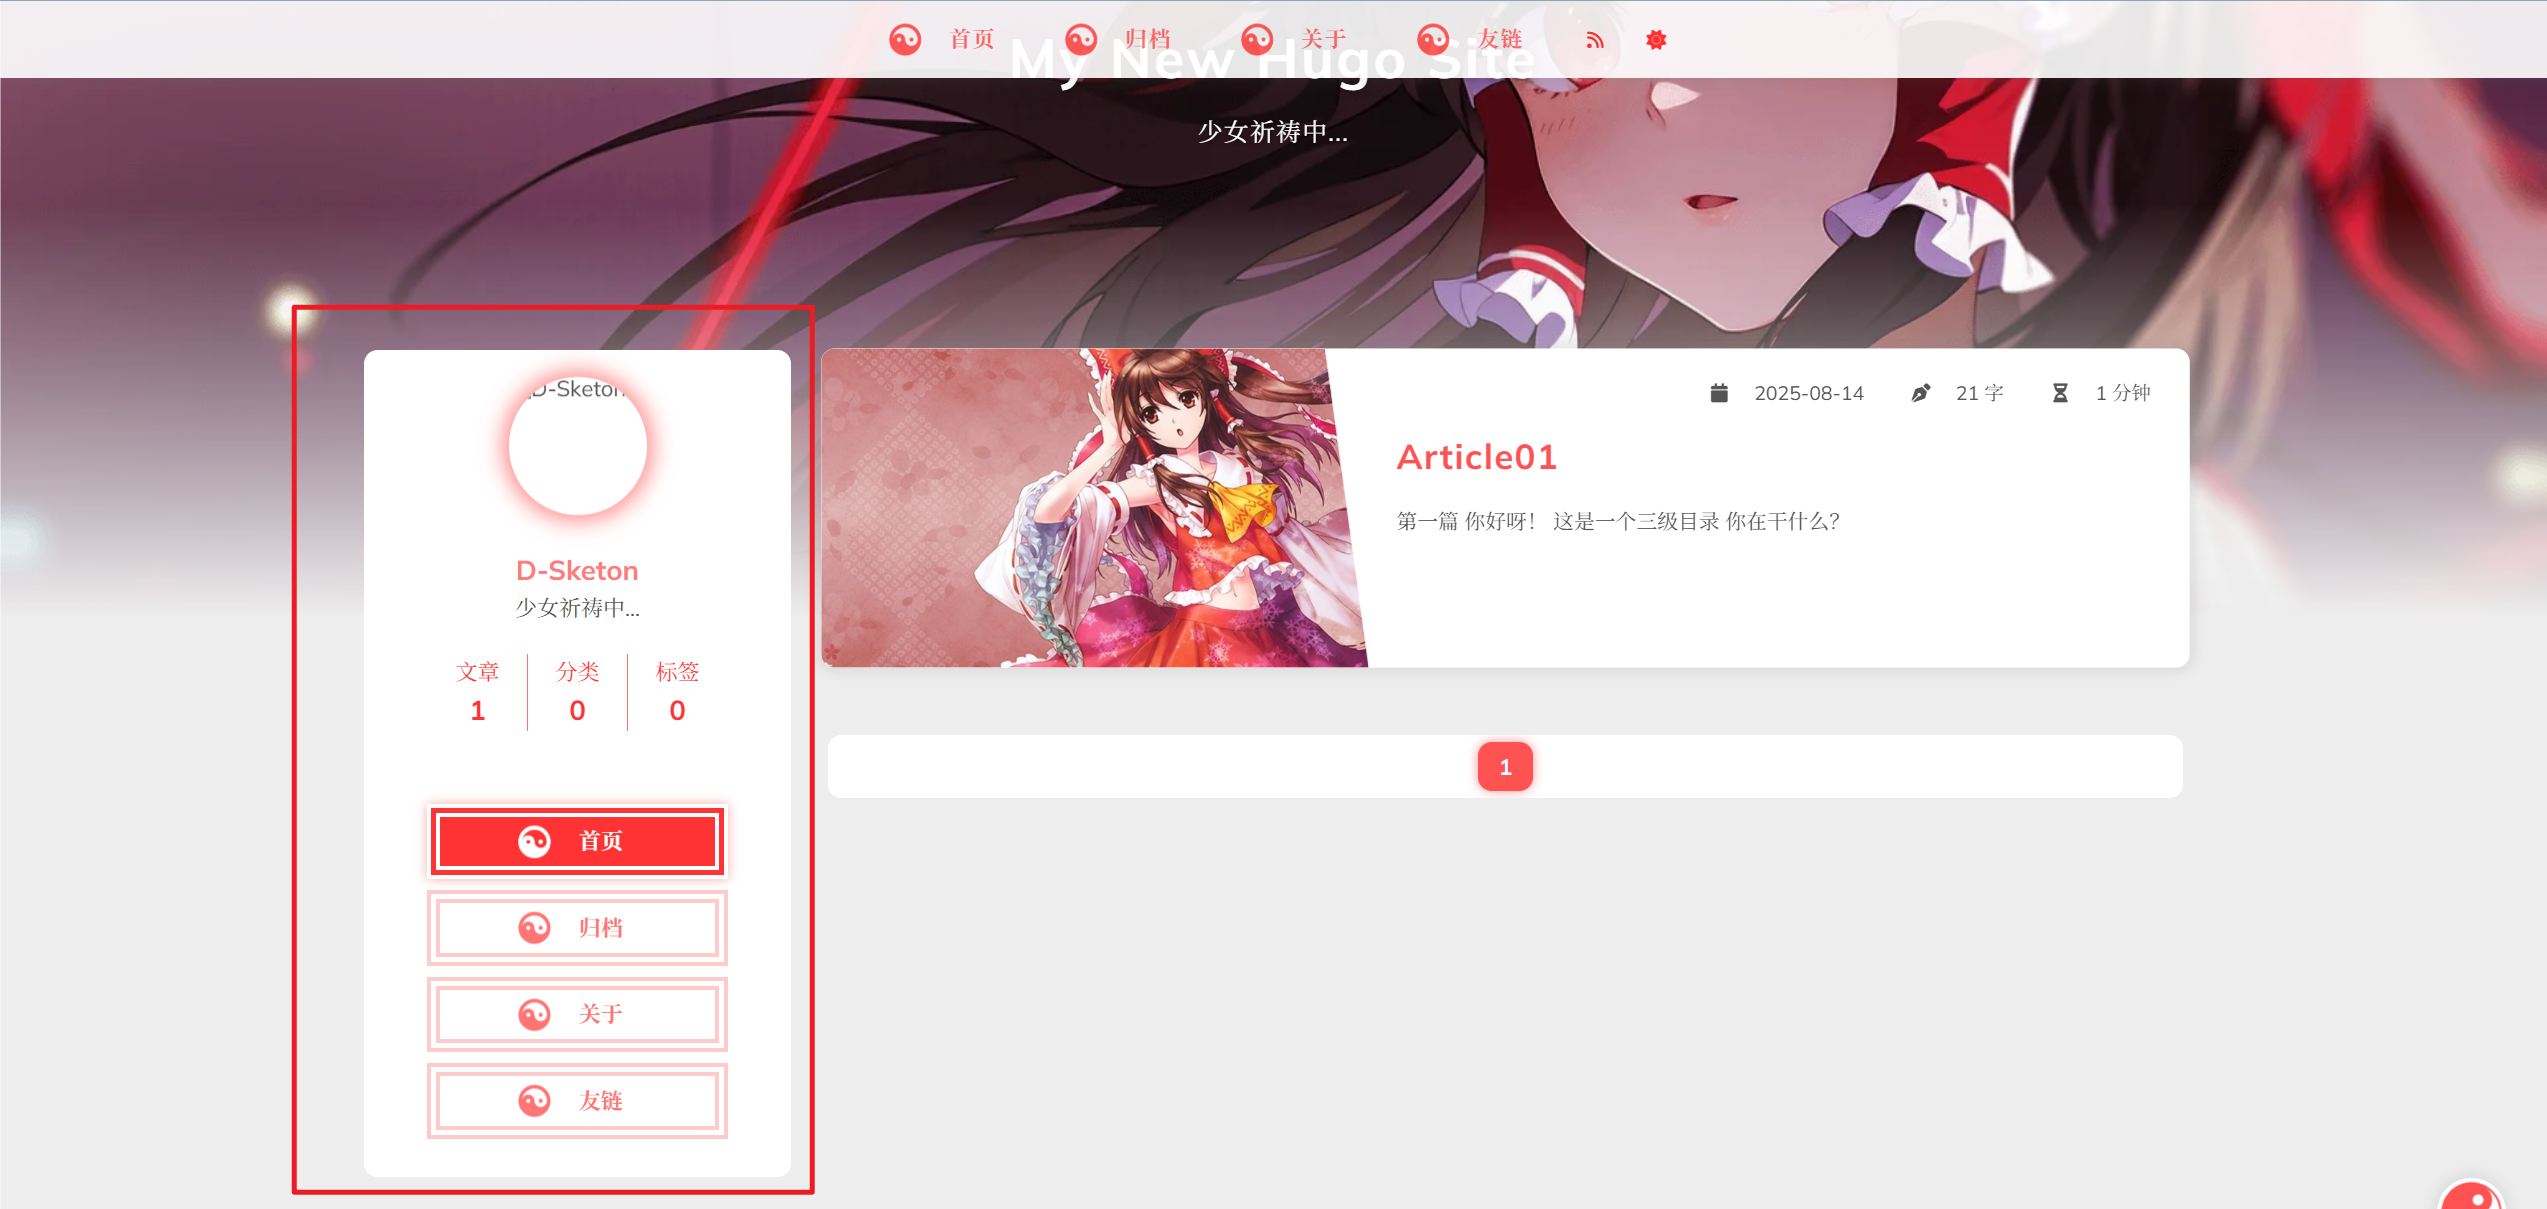 首页 归档 关于 友链
My New Hugo Site
少女祈祷中...
D-Sketon
D-Sketon
少女祈祷中...
文章 分类 标签
1 0 0
首页
归档
关于
友链
2025-08-14 21 字 1 分钟
Article01
第一篇 你好呀！ 这是一个三级目录 你在干什么？
1